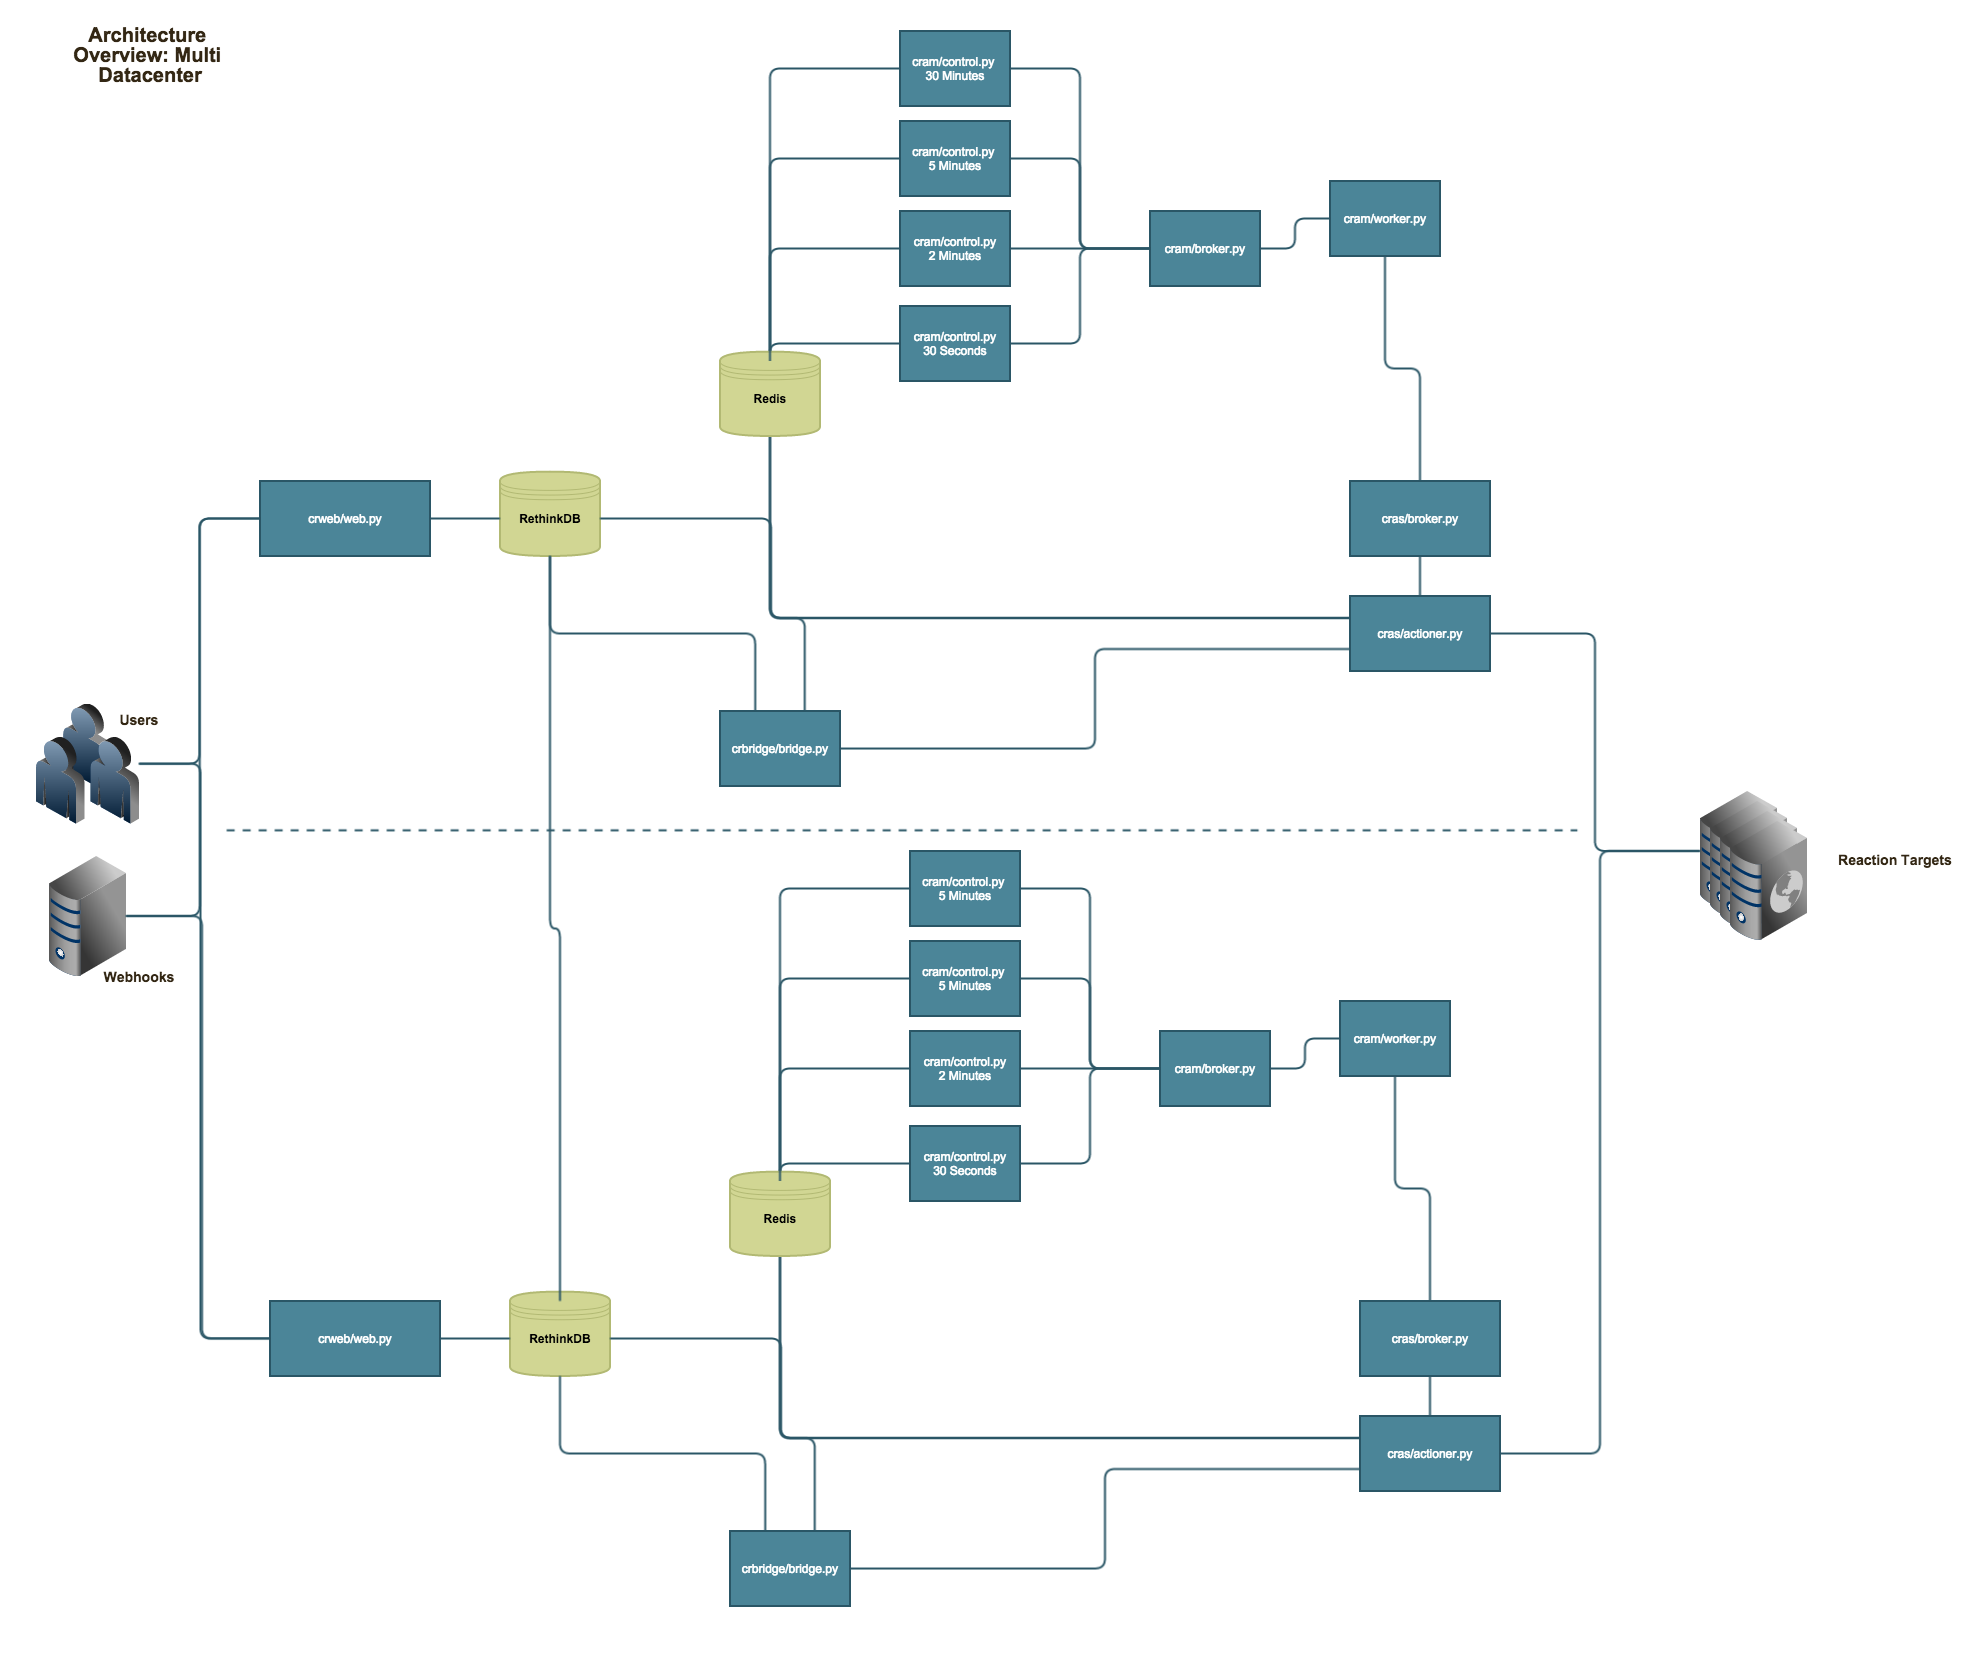 Architecture
Overview: Multi
Datacenter
cram/control.py
30 Minutes
cram/control.py
5 Minutes
cram/control.py
2 Minutes
cram/control.py
30 Seconds
cram/broker.py
cram/worker.py
Redis
crweb/web.py
RethinkDB
cras/broker.py
cras/actioner.py
crbridge/bridge.py
Users
Webhooks
Reaction Targets
cram/control.py
5 Minutes
cram/control.py
5 Minutes
cram/control.py
2 Minutes
cram/control.py
30 Seconds
cram/broker.py
cram/worker.py
Redis
crweb/web.py
RethinkDB
cras/broker.py
cras/actioner.py
crbridge/bridge.py